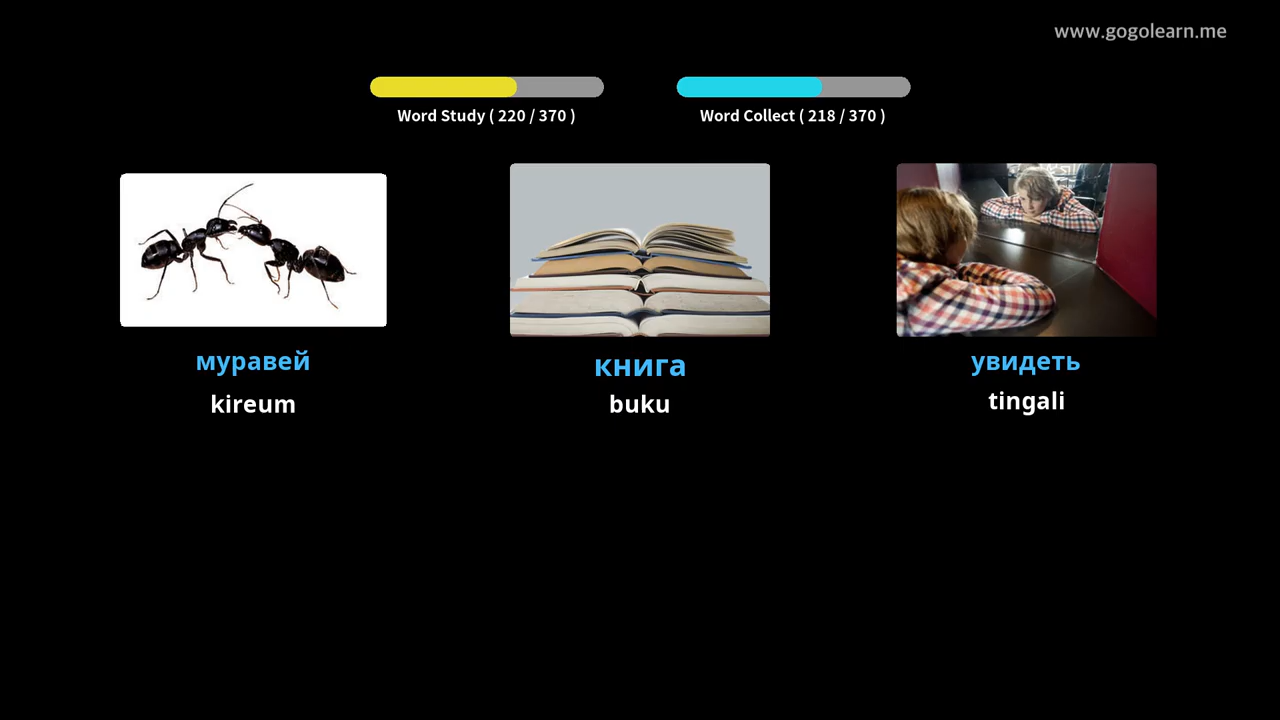 www.gogolearn.me
Word Study ( 220 / 370 )
Word Collect ( 218 / 370 )
муравей
kireum
книга
buku
увидеть
tingali